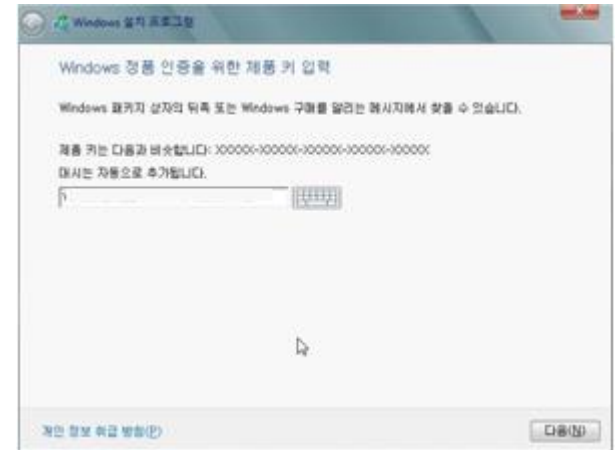 Windows 설치 프로그램
Windows 정품 인증을 위한 제품 키 입력
Windows 패키지 상자의 뒤쪽 또는 Windows 구매를 알리는 메시지에서 찾을 수 있습니다.
제품 키는 다음과 비슷합니다: XXXXX-XXXXX-XXXXX-XXXXX-XXXXX
대시는 자동으로 추가됩니다.
개인 정보 취급 방침(P)
다음(N)